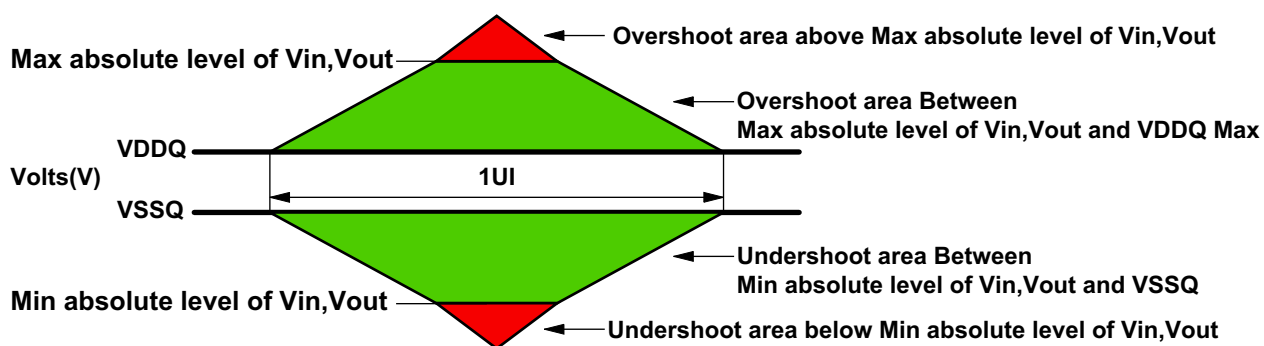 Overshoot area above Max absolute level of Vin,Vout
Max absolute level of Vin,Vout
Overshoot area Between
Max absolute level of Vin,Vout and VDDQ Max
VDDQ
Volts(V)
1UI
VSSQ
Undershoot area Between
Min absolute level of Vin,Vout and VSSQ
Min absolute level of Vin,Vout
Undershoot area below Min absolute level of Vin,Vout